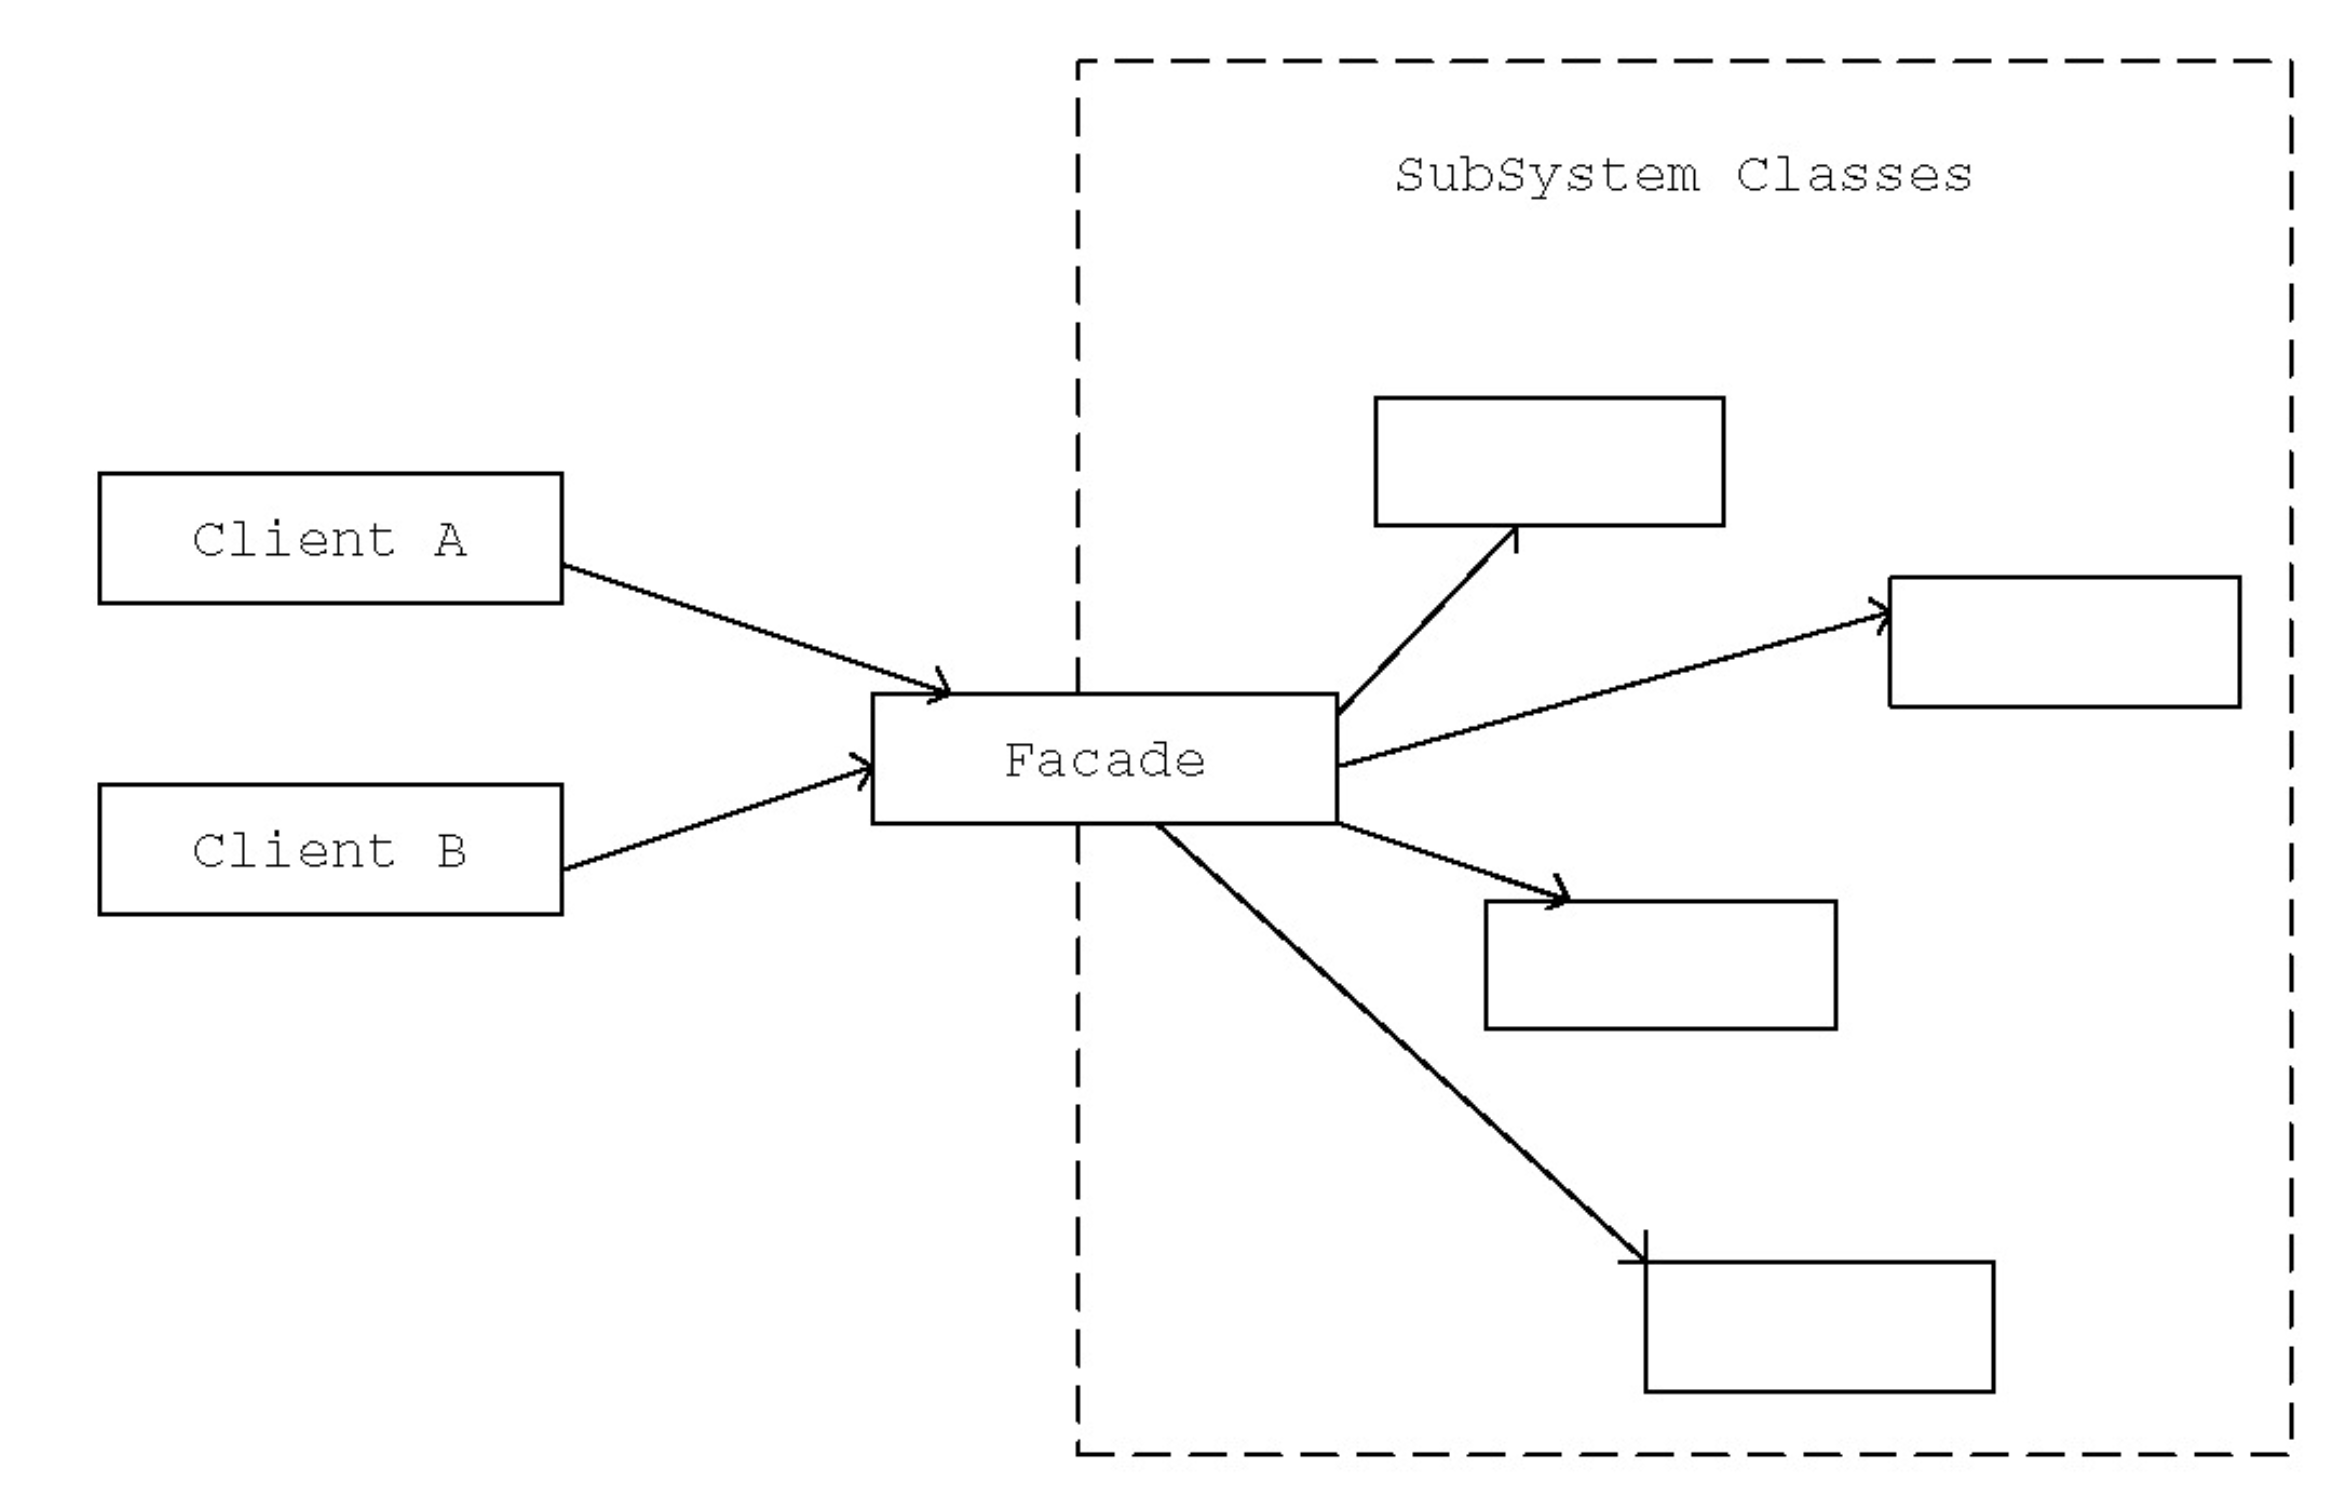 SubSystem Classes
Client A
Facade
Client B